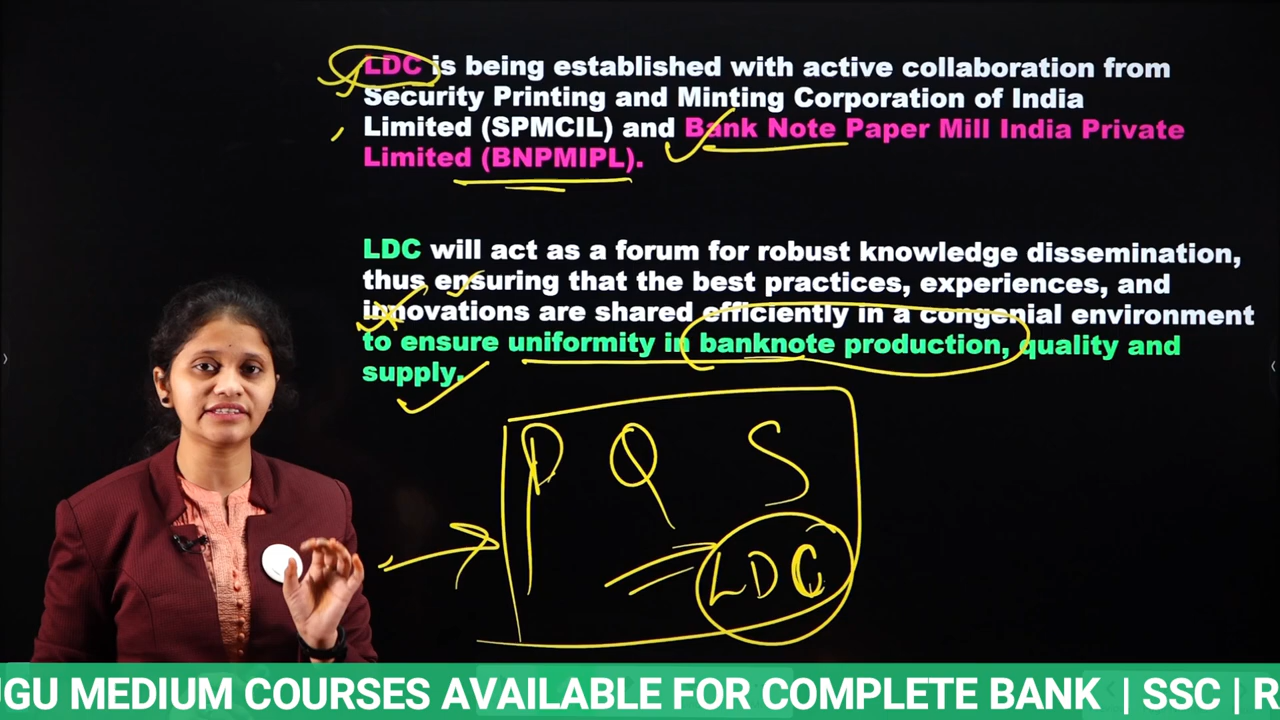 LDC is being established with active collaboration from
Security Printing and Minting Corporation of India
Limited (SPMCIL) and Bank Note Paper Mill India Private
Limited (BNPMIPL).
LDC will act as a forum for robust knowledge dissemination,
thus ensuring that the best practices, experiences, and
innovations are shared efficiently in a congenial environment
to ensure uniformity in banknote production, quality and
supply.
P Q S
LDC
UGU MEDIUM COURSES AVAILABLE FOR COMPLETE BANK | SSC | R